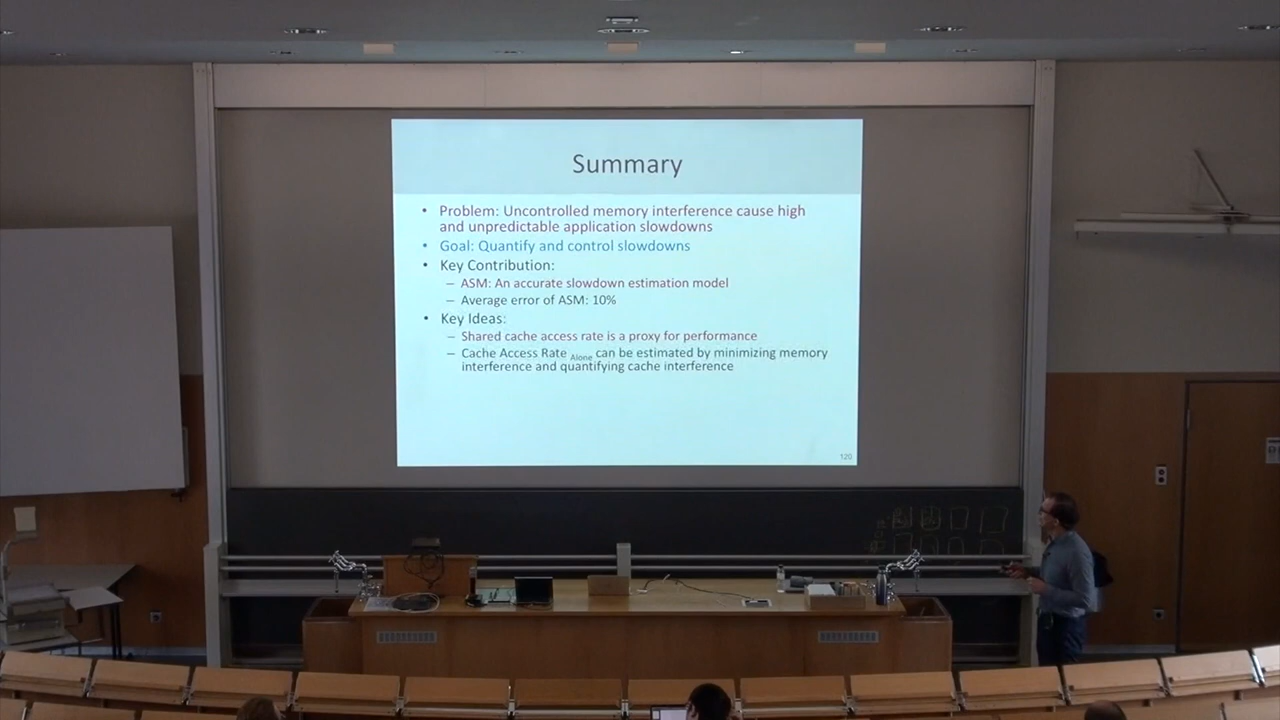 Summary
• Problem: Uncontrolled memory interference cause high
and unpredictable application slowdowns
• Goal: Quantify and control slowdowns
• Key Contribution:
– ASM: An accurate slowdown estimation model
– Average error of ASM: 10%
• Key Ideas:
– Shared cache access rate is a proxy for performance
– Cache Access Rate Alone can be estimated by minimizing memory
interference and quantifying cache interference
120